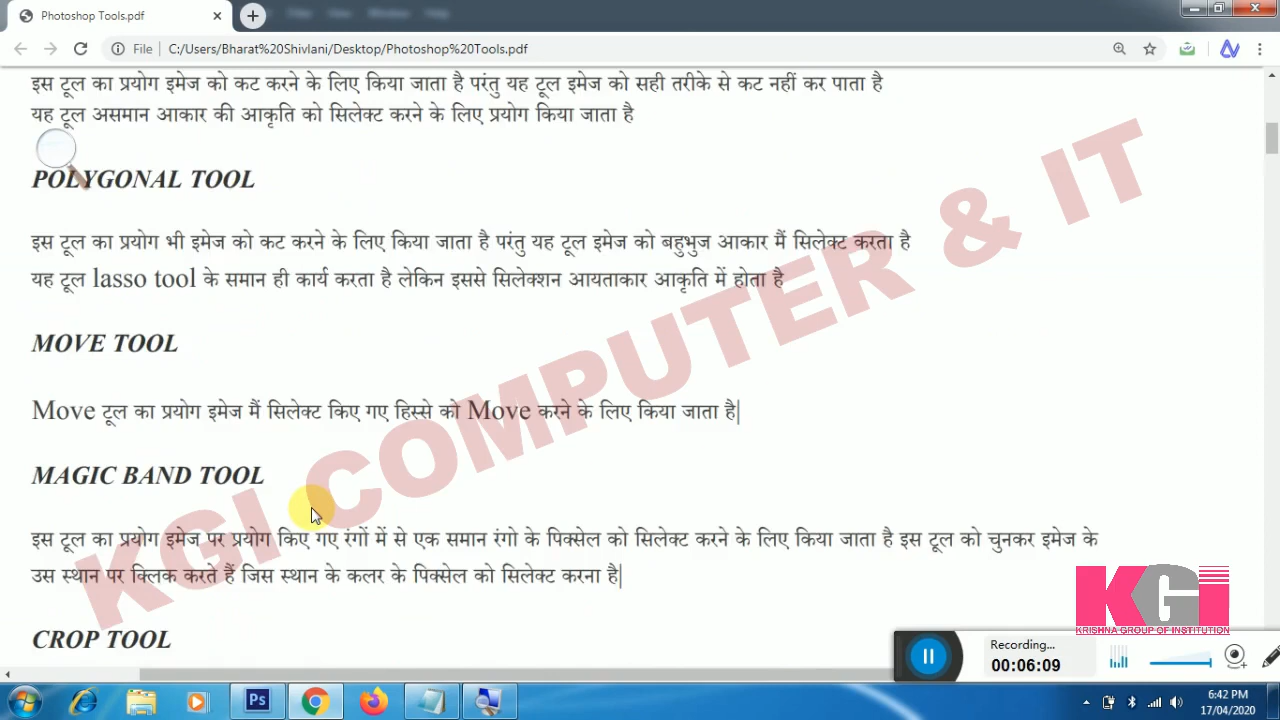 Photoshop Tools.pdf
File
C:/Users/Bharat%20Shivlani/Desktop/Photoshop%20Tools.pdf
इस टूल का प्रयोग इमेज को कट करने के लिए किया जाता है परंतु यह टूल इमेज को सही तरीके से कट नहीं कर पाता है
यह टूल असमान आकार की आकृति को सिलेक्ट करने के लिए प्रयोग किया जाता है
POLYGONAL TOOL
इस टूल का प्रयोग भी इमेज को कट करने के लिए किया जाता है परंतु यह टूल इमेज को बहुभुज आकार मैं सिलेक्ट करता है
यह टूल lasso tool के समान ही कार्य करता है लेकिन इससे सिलेक्शन आयताकार आकृति में होता है
MOVE TOOL
Move टूल का प्रयोग इमेज मैं सिलेक्ट किए गए हिस्से को Move करने के लिए किया जाता है|
MAGIC BAND TOOL
इस टूल का प्रयोग इमेज पर प्रयोग किए गए रंगों में से एक समान रंगो के पिक्सेल को सिलेक्ट करने के लिए किया जाता है इस टूल को चुनकर इमेज के
उस स्थान पर क्लिक करते हैं जिस स्थान के कलर के पिक्सेल को सिलेक्ट करना है|
CROP TOOL
KGI COMPUTER & IT
KGi
KRISHNA GROUP OF INSTITUTION
Recording...
00:06:09
Ps
6:42 PM
17/04/2020